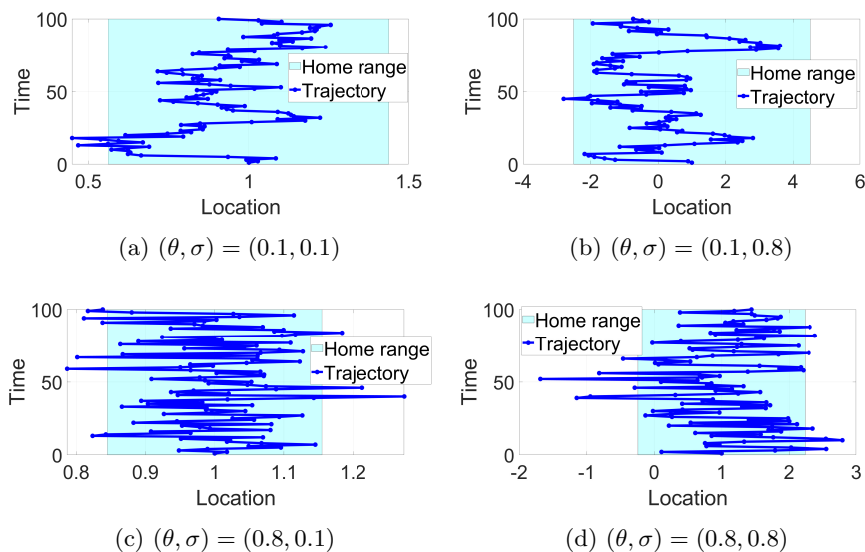 100
50
0
Time
Home range
Trajectory
0.5
1
1.5
Location
(a) (θ, σ) = (0.1, 0.1)
100
50
0
Time
Home range
Trajectory
-4
-2
0
2
4
6
Location
(b) (θ, σ) = (0.1, 0.8)
100
50
0
Time
Home range
Trajectory
0.8
0.9
1
1.1
1.2
Location
(c) (θ, σ) = (0.8, 0.1)
100
50
0
Time
Home range
Trajectory
-2
-1
0
1
2
3
Location
(d) (θ, σ) = (0.8, 0.8)